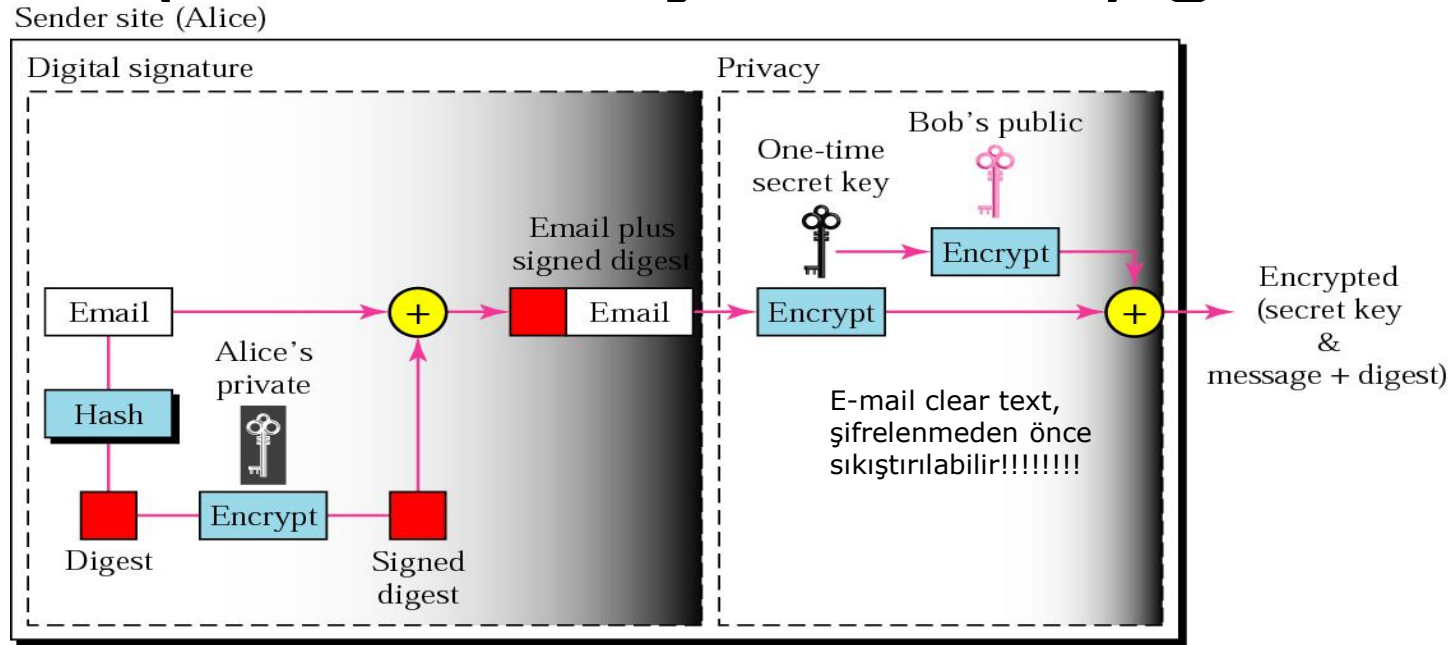 Sender site (Alice)
Digital signature
Privacy
Bob's public
One-time
secret key
Email plus
signed digest
Encrypt
Email
+
Email
Encrypt
+
Encrypted
(secret key
&
message + digest)
Alice's
private
Hash
Encrypt
Digest
Signed
digest
E-mail clear text,
şifrelenmeden önce
sıkıştırılabilir!!!!!!!!